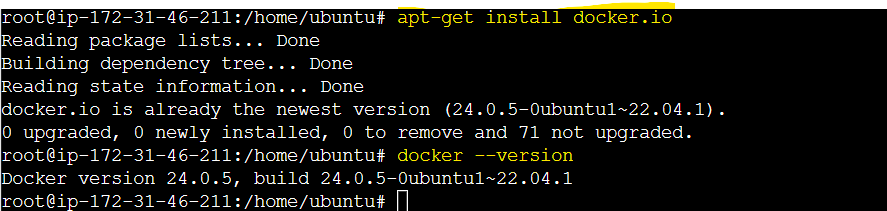 root@ip-172-31-46-211:/home/ubuntu# apt-get install docker.io
Reading package lists... Done
Building dependency tree... Done
Reading state information... Done
docker.io is already the newest version (24.0.5-0ubuntu1~22.04.1).
0 upgraded, 0 newly installed, 0 to remove and 71 not upgraded.
root@ip-172-31-46-211:/home/ubuntu# docker --version
Docker version 24.0.5, build 24.0.5-0ubuntu1~22.04.1
root@ip-172-31-46-211:/home/ubuntu#